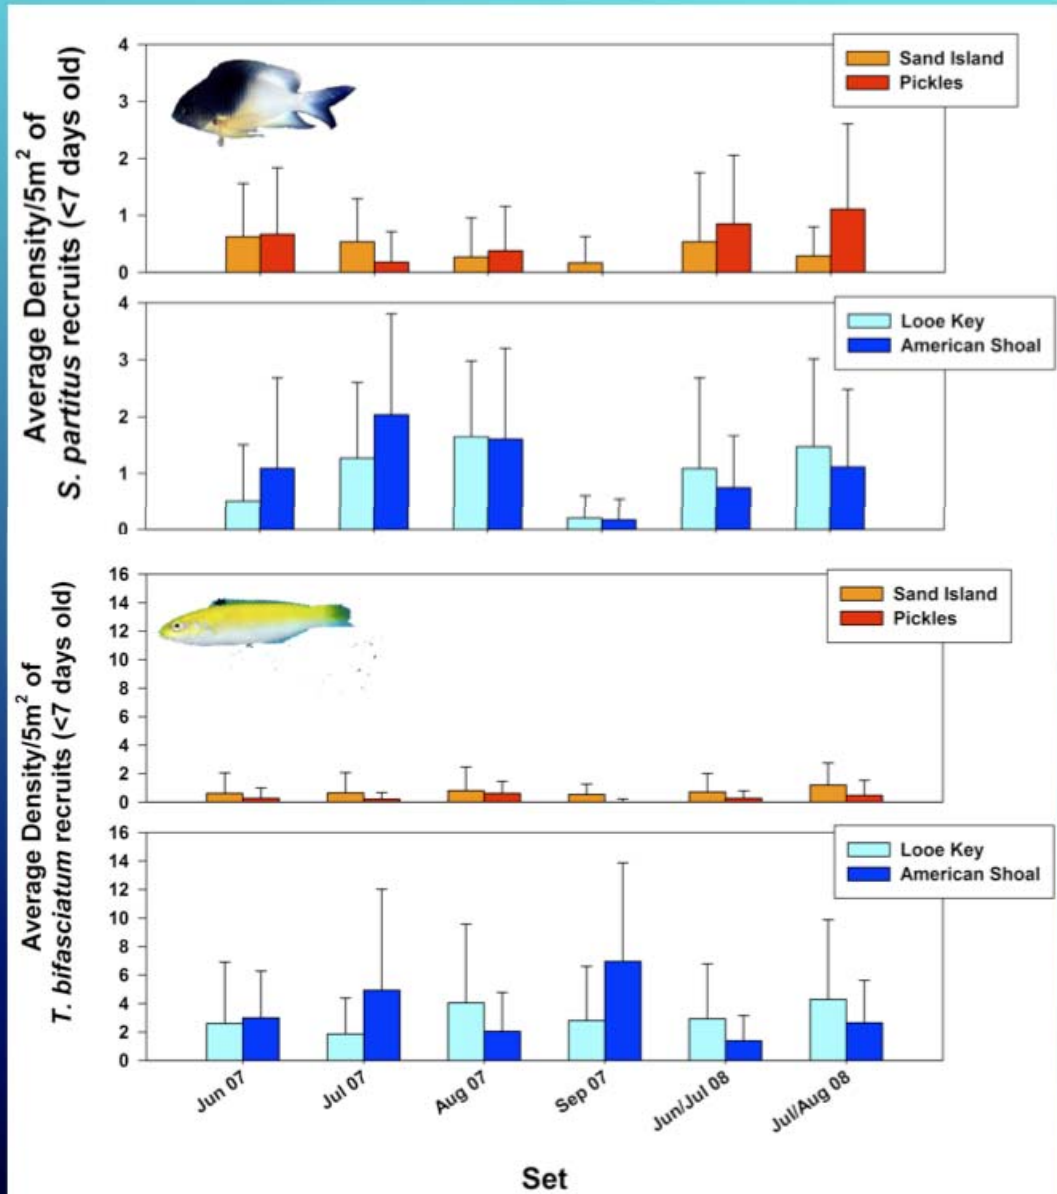 Average Density/5m² of
S. partitus recruits (<7 days old)
4
3
2
1
0
Sand Island
Pickles
4
3
2
1
0
Looe Key
American Shoal
Average Density/5m² of
T. bifasciatum recruits (<7 days old)
16
14
12
10
8
6
4
2
0
Sand Island
Pickles
16
14
12
10
8
6
4
2
0
Looe Key
American Shoal
Jun 07
Jul 07
Aug 07
Sep 07
Jun/Jul 08
Jul/Aug 08
Set